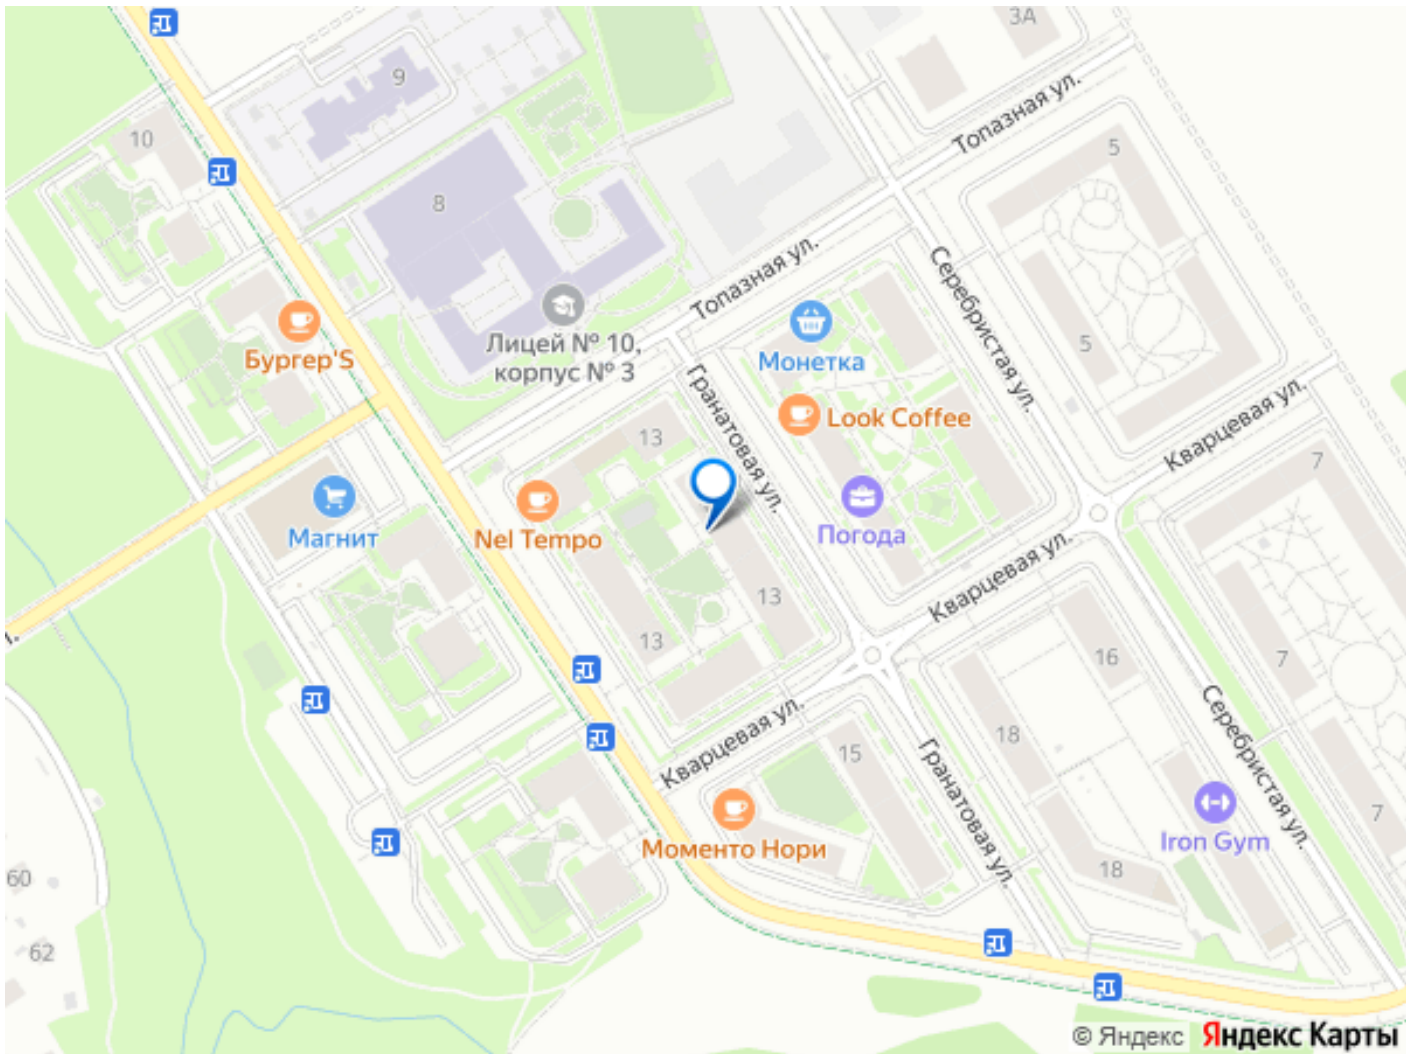 3А
9
Топазная ул.
10
5
8
Топазная ул.
Серебристая ул.
Лицей № 10,
корпус № 3
Бургер'S
Монетка
5
Гранатовая ул.
Look Coffee
Кварцевая ул.
13
7
Магнит
Nel Tempo
Погода
Кварцевая ул.
13
л.
13
16
7
Кварцевая ул.
18
15
Серебристая ул.
Гранатовая ул.
7
Моменто Нори
Iron Gym
18
60
62
© Яндекс Яндекс Карты